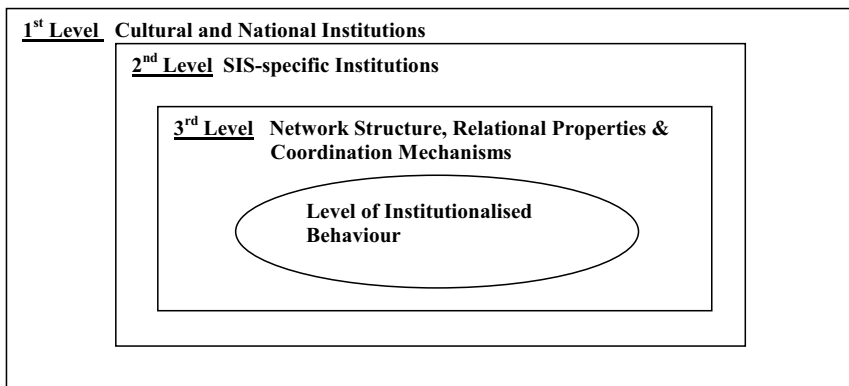 1st Level Cultural and National Institutions
2nd Level SIS-specific Institutions
3rd Level Network Structure, Relational Properties &
Coordination Mechanisms
Level of Institutionalised
Behaviour